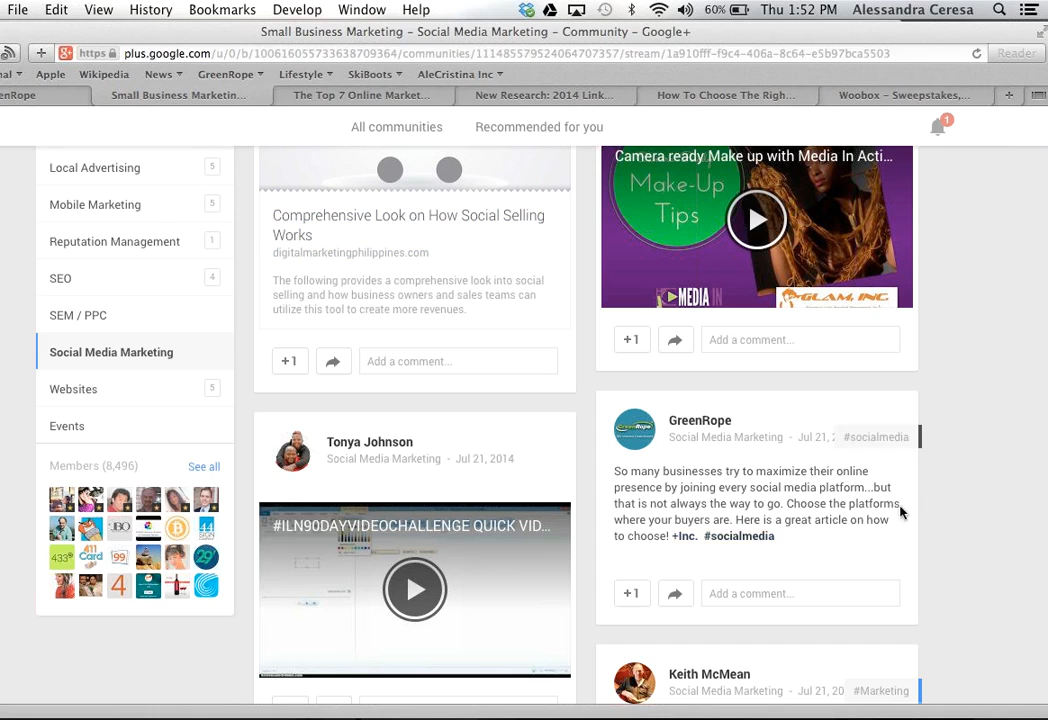 File Edit View History Bookmarks Develop Window Help 60% Thu 1:52 PM Alessandra Ceresa
Small Business Marketing – Social Media Marketing – Community – Google+
https plus.google.com/u/0/b/100616055733638709364/communities/111485579524064707357/stream/1a910fff-f9c4-406a-8c64-e5b97bca5503 Reader
Apple Wikipedia News GreenRope Lifestyle SkiBoots AleCristina Inc
enRope Small Business Marketin... The Top 7 Online Market... New Research: 2014 Link... How To Choose The Righ... Woobox – Sweepstakes,...
All communities Recommended for you 1
Local Advertising 5
Mobile Marketing 5
Reputation Management 1
SEO 4
SEM / PPC
Social Media Marketing
Websites 5
Events
Members (8,496) See all
Comprehensive Look on How Social Selling
Works
digitalmarketingphilippines.com
The following provides a comprehensive look into social
selling and how business owners and sales teams can
utilize this tool to create more revenues.
+1 Add a comment...
Tonya Johnson
Social Media Marketing - Jul 21, 2014
#ILN90DAYVIDEOCHALLENGE QUICK VID...
Camera ready Make up with Media In Acti...
Make-Up
Tips
MEDIA IN
GLAM, INC
+1 Add a comment...
GreenRope
Social Media Marketing - Jul 21, 2 #socialmedia
So many businesses try to maximize their online
presence by joining every social media platform...but
that is not always the way to go. Choose the platforms
where your buyers are. Here is a great article on how
to choose! +Inc. #socialmedia
+1 Add a comment...
Keith McMean
Social Media Marketing - Jul 21, 20 #Marketing